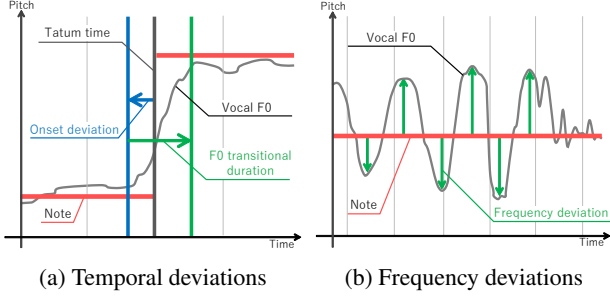 Pitch
Tatum time
Vocal F0
Onset deviation
F0 transitional
duration
Note
Time
(a) Temporal deviations
Pitch
Vocal F0
Note
Frequency deviation
Time
(b) Frequency deviations